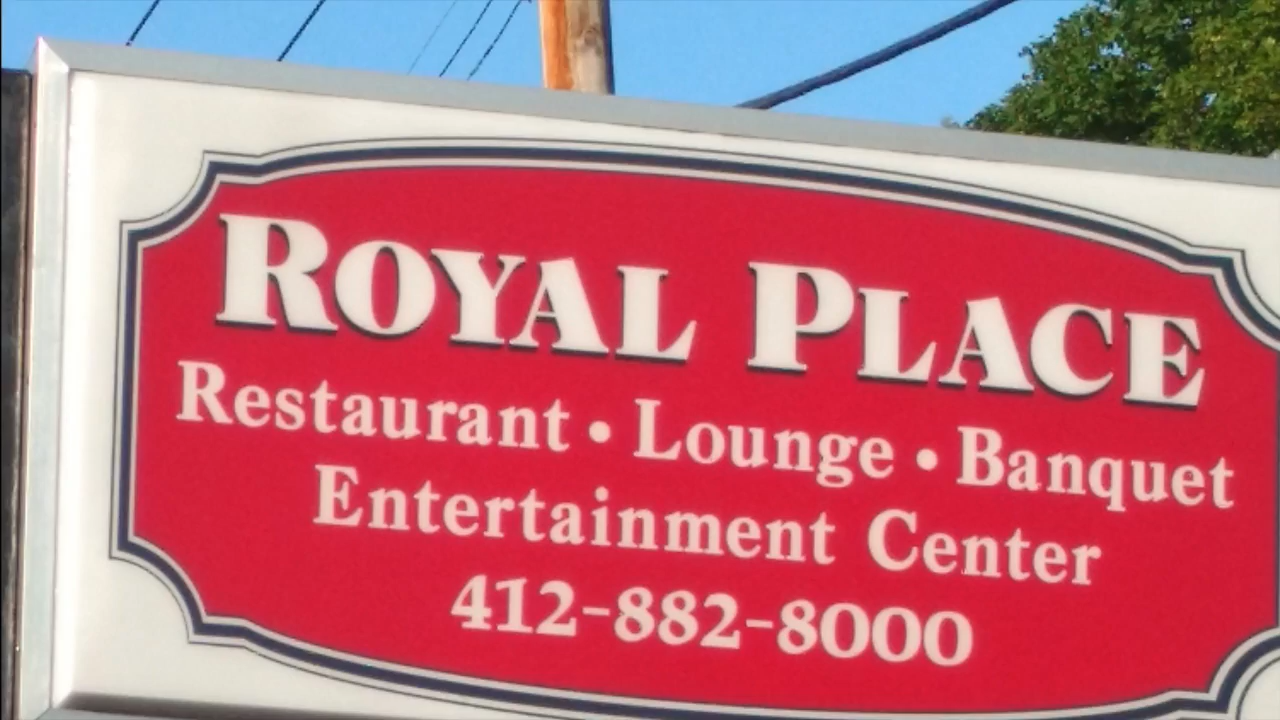 ROYAL PLACE
Restaurant • Lounge • Banquet
Entertainment Center
412-882-8000